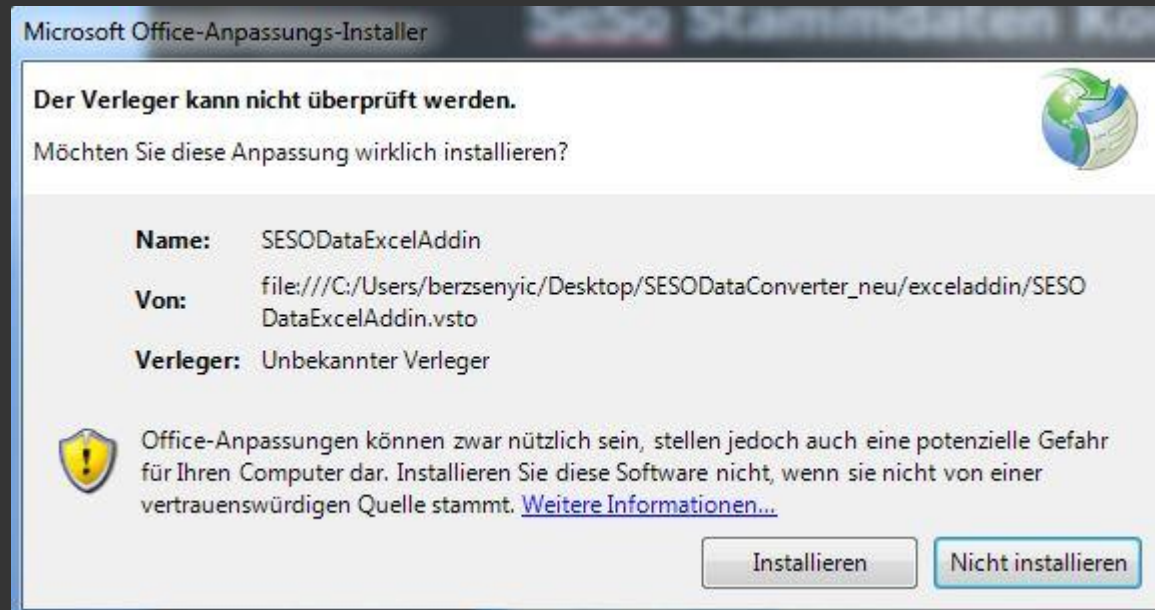 Microsoft Office-Anpassungs-Installer
SeSo Stammdaten
Der Verleger kann nicht überprüft werden.
Möchten Sie diese Anpassung wirklich installieren?
Name: SESODataExcelAddin
Von: file:///C:/Users/berzsenyic/Desktop/SESODataConverter_neu/exceladdin/SESO
DataExcelAddin.vsto
Verleger: Unbekannter Verleger
Office-Anpassungen können zwar nützlich sein, stellen jedoch auch eine potenzielle Gefahr
für Ihren Computer dar. Installieren Sie diese Software nicht, wenn sie nicht von einer
vertrauenswürdigen Quelle stammt. Weitere Informationen...
Installieren Nicht installieren